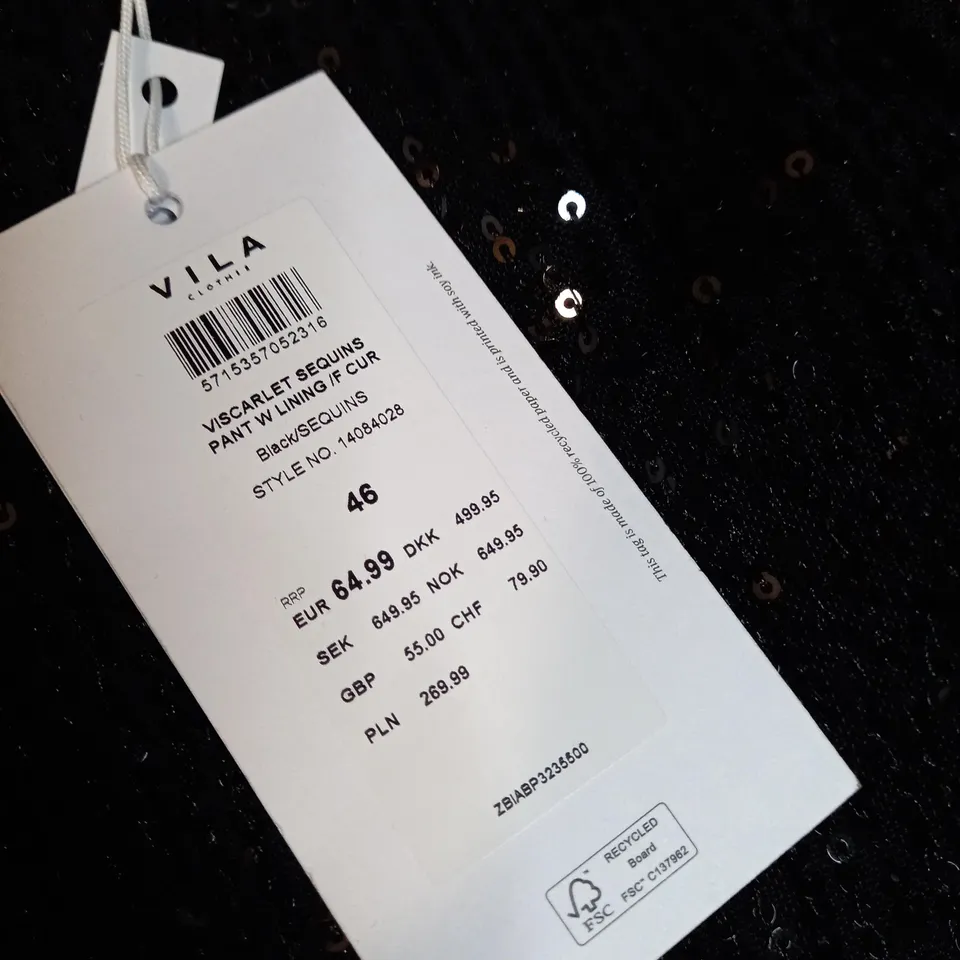 VILA
CLOTHES
5715357052316
VISCARLET SEQUINS
PANT W LINING /F CUR
Black/SEQUINS
STYLE NO. 14084028
46
RRP
EUR 64.99 DKK 499.95
SEK 649.95 NOK 649.95
GBP 55.00 CHF 79.90
PLN 269.99
ZBIABP3235500
This tag is made of 100% recycled paper and is printed with soy ink.
RECYCLED
Board
FSC™ C137962
FSC